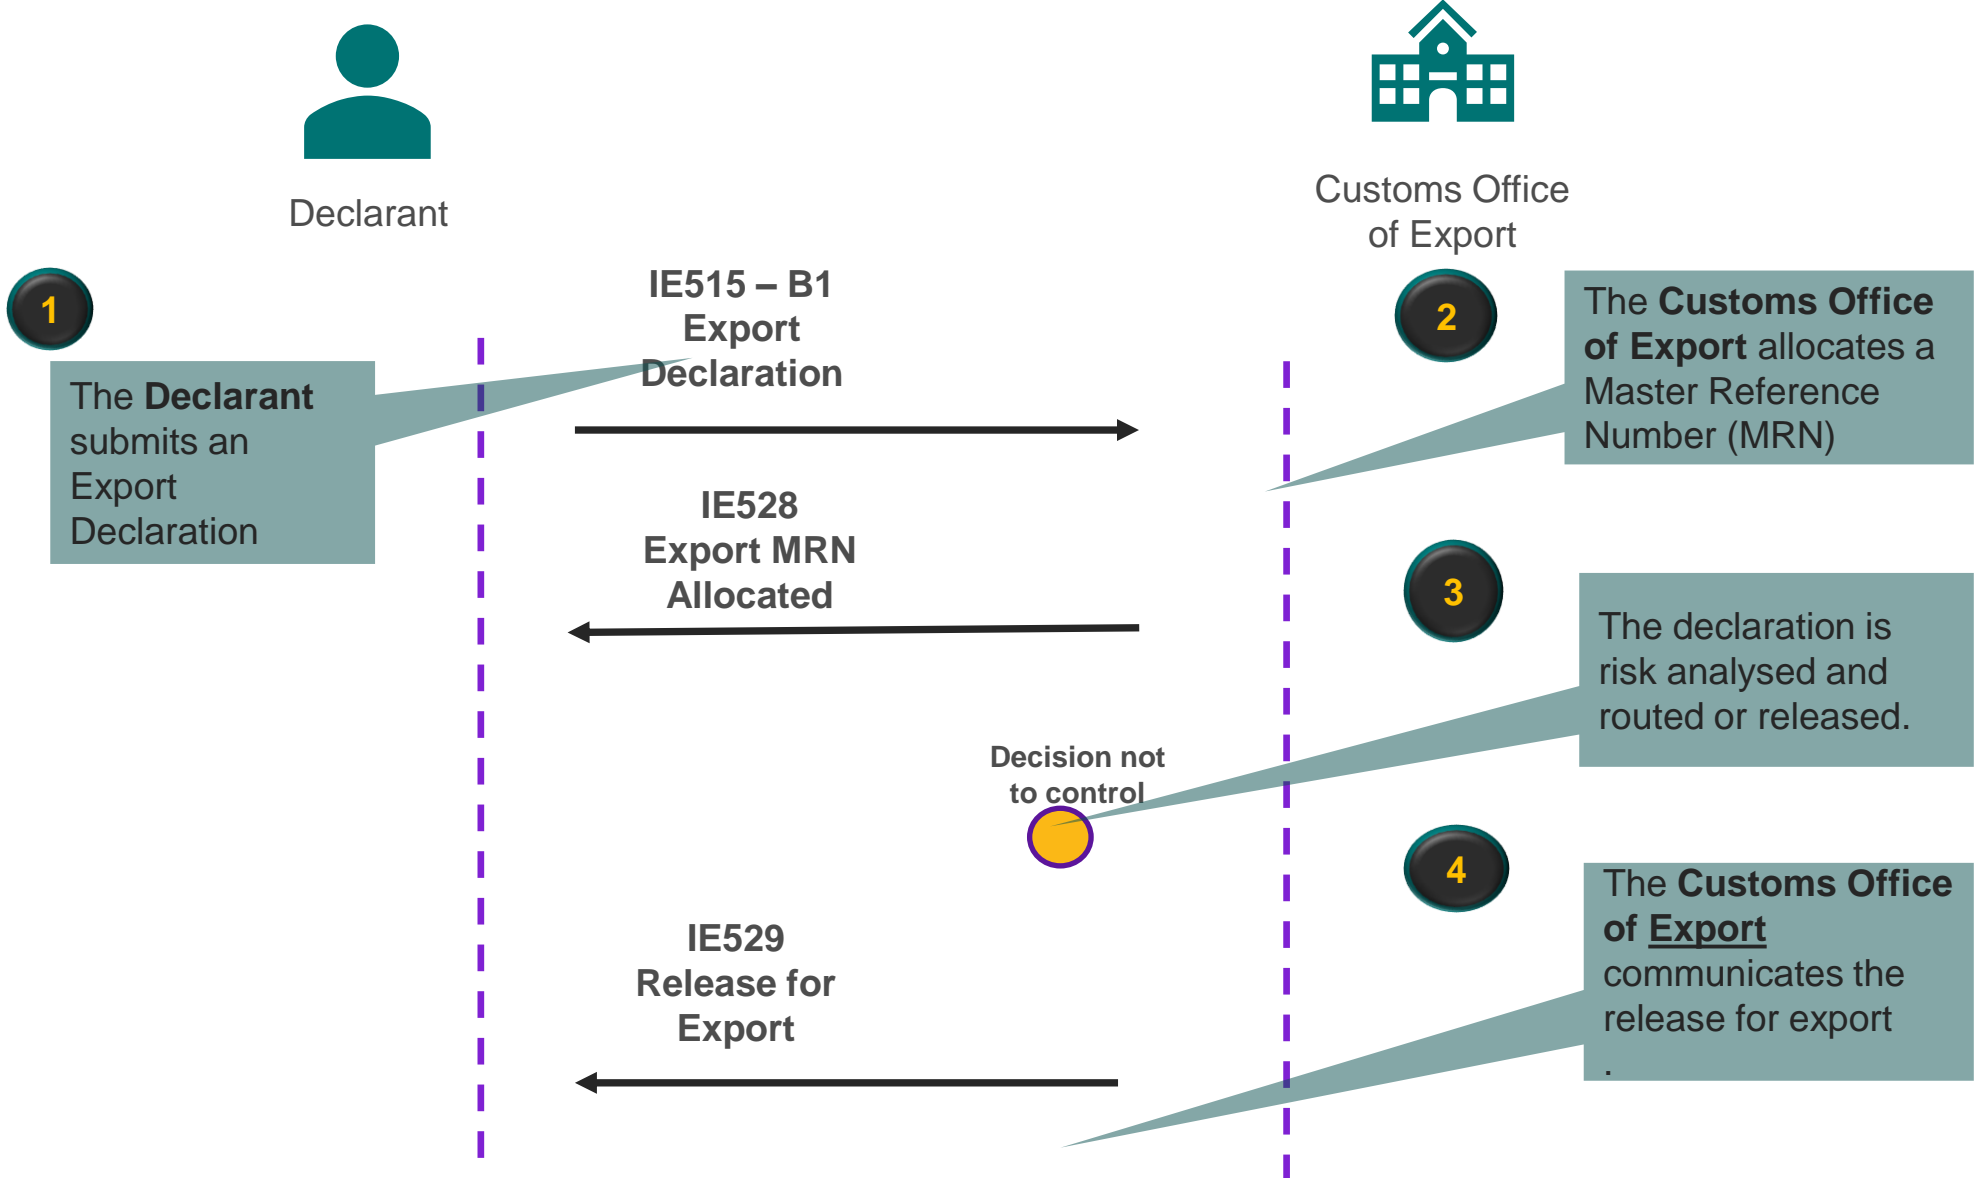 Declarant
Customs Office
of Export
1
The Declarant
submits an
Export
Declaration
IE515 – B1
Export
Declaration
2
The Customs Office
of Export allocates a
Master Reference
Number (MRN)
IE528
Export MRN
Allocated
3
The declaration is
risk analysed and
routed or released.
Decision not
to control
4
The Customs Office
of Export
communicates the
release for export
.
IE529
Release for
Export